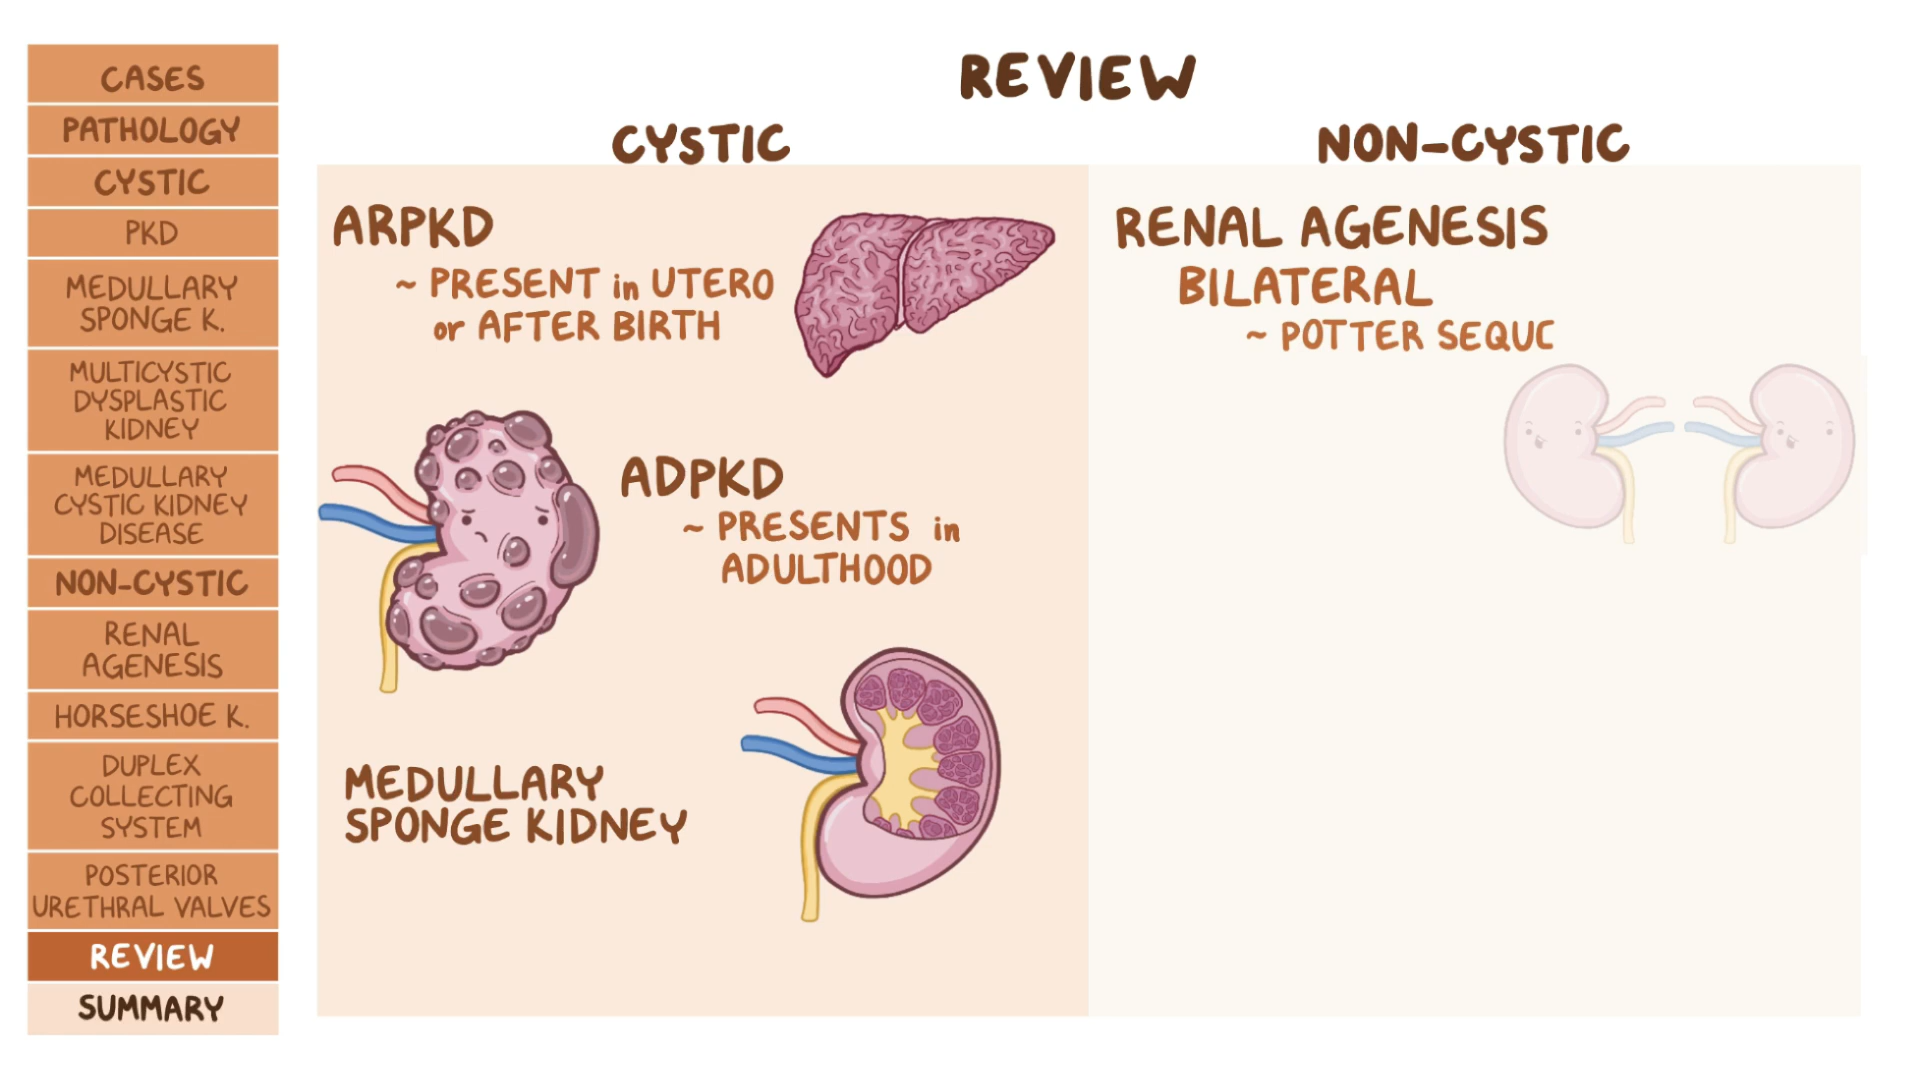 CASES
PATHOLOGY
CYSTIC
PKD
MEDULLARY
SPONGE K.
MULTICYSTIC
DYSPLASTIC
KIDNEY
MEDULLARY
CYSTIC KIDNEY
DISEASE
NON-CYSTIC
RENAL
AGENESIS
HORSESHOE K.
DUPLEX
COLLECTING
SYSTEM
POSTERIOR
URETHRAL VALVES
REVIEW
SUMMARY
REVIEW
CYSTIC
ARPKD
~ PRESENT in UTERO
or AFTER BIRTH
ADPKD
~ PRESENTS in
ADULTHOOD
MEDULLARY
SPONGE KIDNEY
NON-CYSTIC
RENAL AGENESIS
BILATERAL
~ POTTER SEQUC